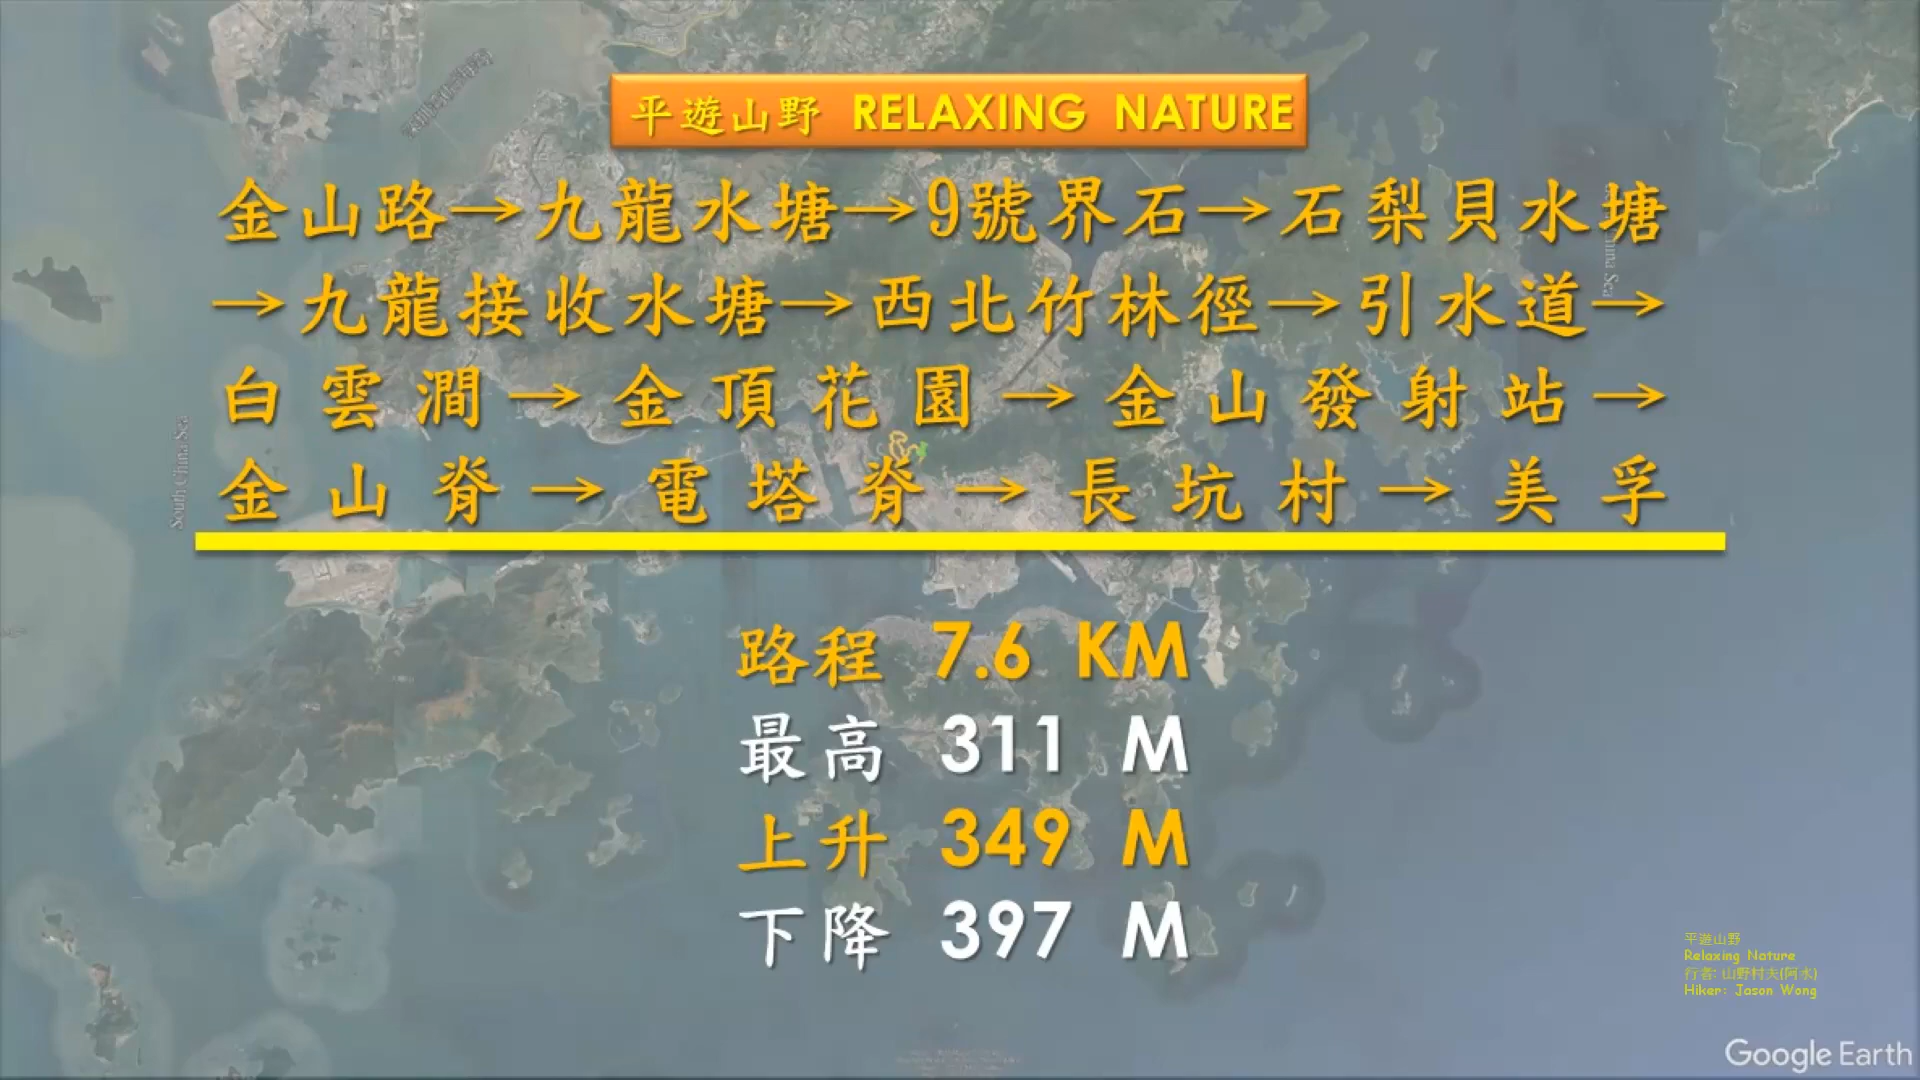 平遊山野 RELAXING NATURE
金山路→九龍水塘→9號界石→石梨貝水塘
→九龍接收水塘→西北竹林徑→引水道→
白雲澗→金頂花園→金山發射站→
金山脊→電塔脊→長坑村→美孚
路程 7.6 KM
最高 311 M
上升 349 M
下降 397 M
South China Sea
平遊山野
Relaxing Nature
行者: 山野村夫(阿水)
Hiker: Jason Wong
Google Earth